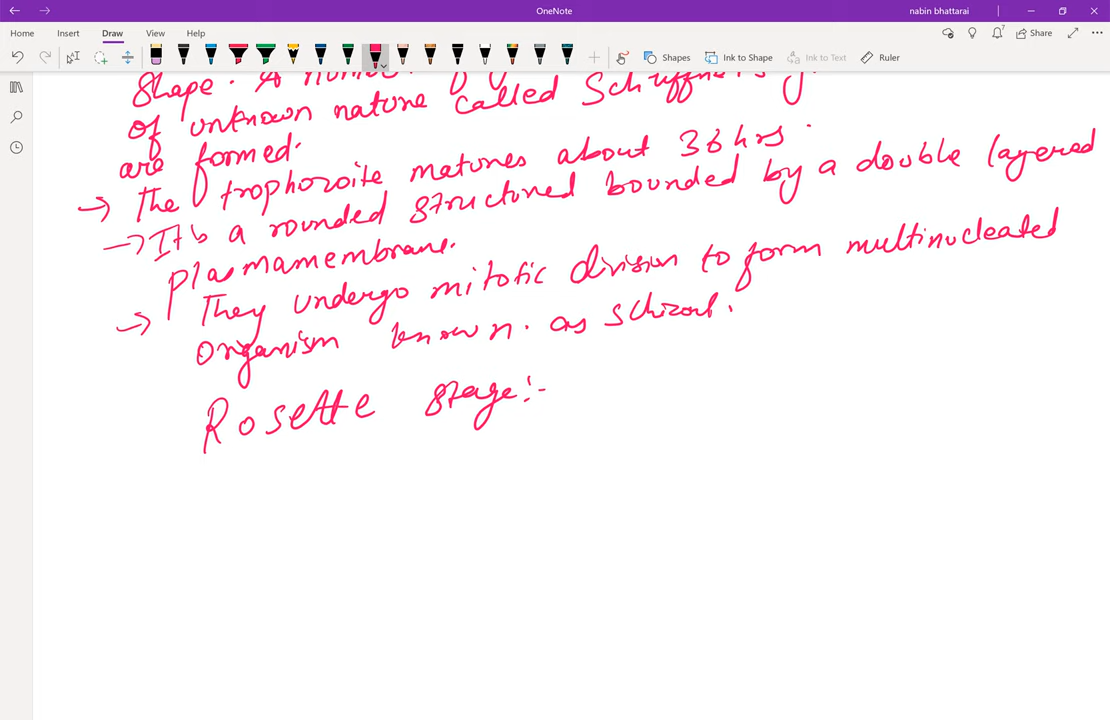 OneNote
nabin bhattarai
Home Insert Draw View Help
Share
Shapes Ink to Shape Ink to Text Ruler
Shape. A
of unknown nature called Schuffner's
are formed.
→ The trophozoite matures about 36 hrs.
→ It's a rounded structured bounded by a double layered
plasmamembrane.
→ They undergo mitotic division to form multinucleated
organism known. as schizont.
Rosette stage:-